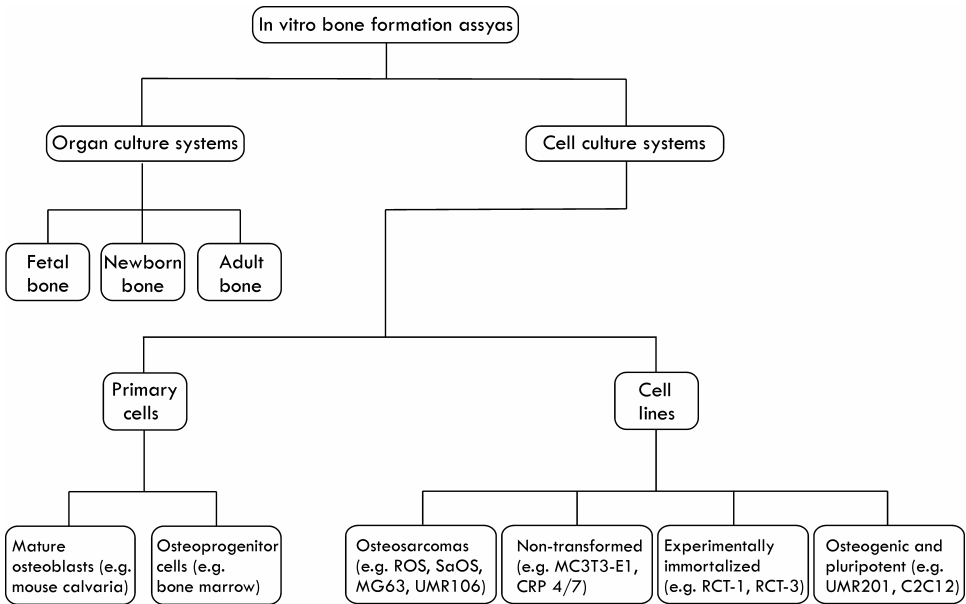 In vitro bone formation assyas
Organ culture systems
Cell culture systems
Fetal
bone
Newborn
bone
Adult
bone
Primary
cells
Cell
lines
Mature
osteoblasts (e.g.
mouse calvaria)
Osteoprogenitor
cells (e.g.
bone marrow)
Osteosarcomas
(e.g. ROS, SaOS,
MG63, UMR106)
Non-transformed
(e.g. MC3T3-E1,
CRP 4/7)
Experimentally
immortalized
(e.g. RCT-1, RCT-3)
Osteogenic and
pluripotent (e.g.
UMR201, C2C12)